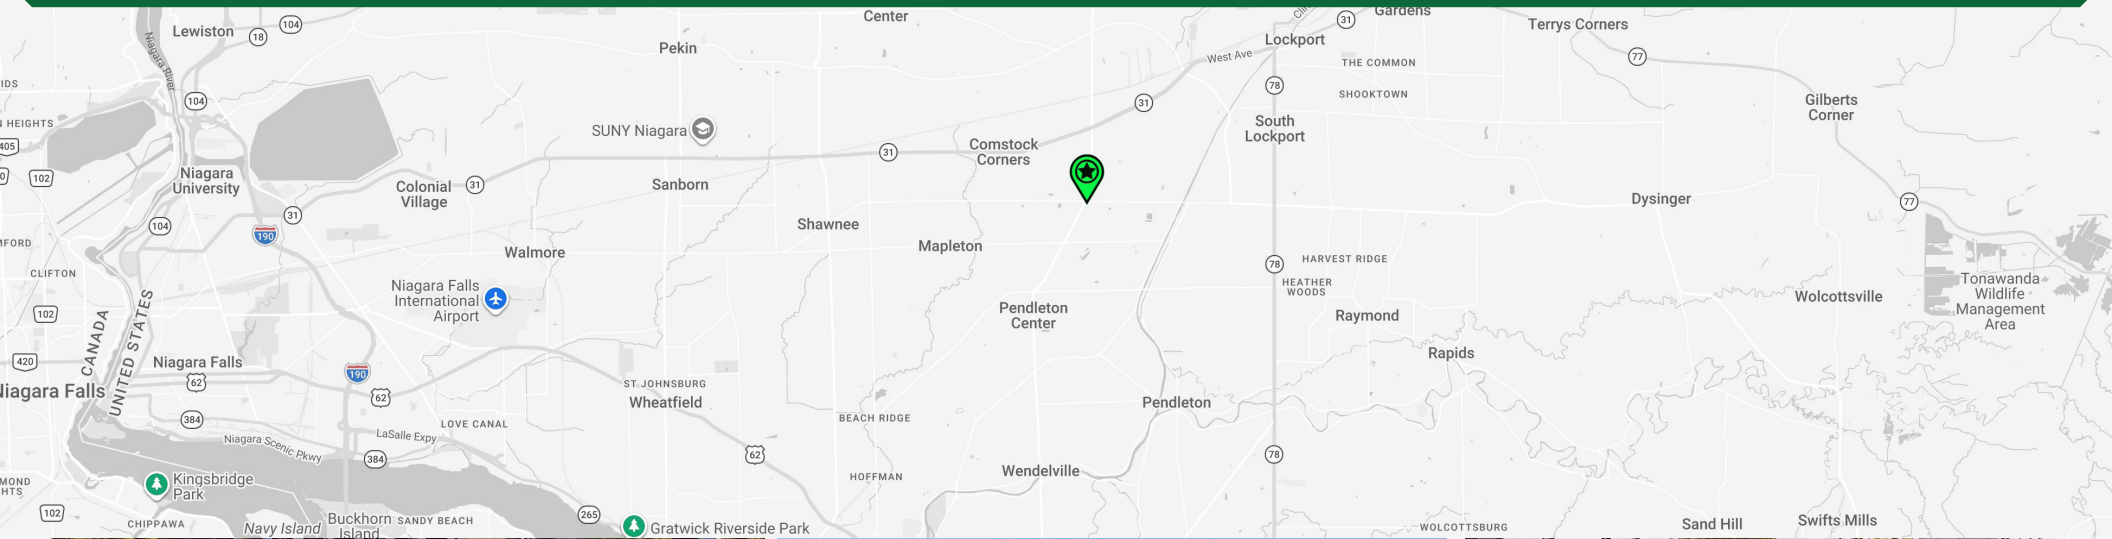 Center
Gardens
31
Terrys Corners
104
Lewiston
18
Niagara River
Pekin
Lockport
West Ave
77
THE COMMON
104
78
SHOOKTOWN
31
Gilberts
Corner
HEIGHTS
SUNY Niagara
South
Lockport
405
Comstock
Corners
31
102
Niagara
University
Colonial
Village
31
Sanborn
Dysinger
77
31
104
190
Shawnee
Mapleton
Walmore
CLIFTON
78
HARVEST RIDGE
HEATHER
WOODS
Tonawanda
Wildlife
Management
Area
Niagara Falls
International
Airport
Wolcottsville
102
CANADA
UNITED STATES
Pendleton
Center
Raymond
420
Niagara Falls
62
190
Rapids
Niagara Falls
62
ST JOHNSBURG
Wheatfield
Pendleton
384
LOVE CANAL
BEACH RIDGE
Niagara Scenic Pkwy
LaSalle Expy
384
62
78
Kingsbridge
Park
HOFFMAN
Wendelville
102
CHIPPAWA
Navy Island
Buckhorn
Island
SANDY BEACH
265
Gratwick Riverside Park
WOLCOTTSBURG
Sand Hill
Swifts Mills